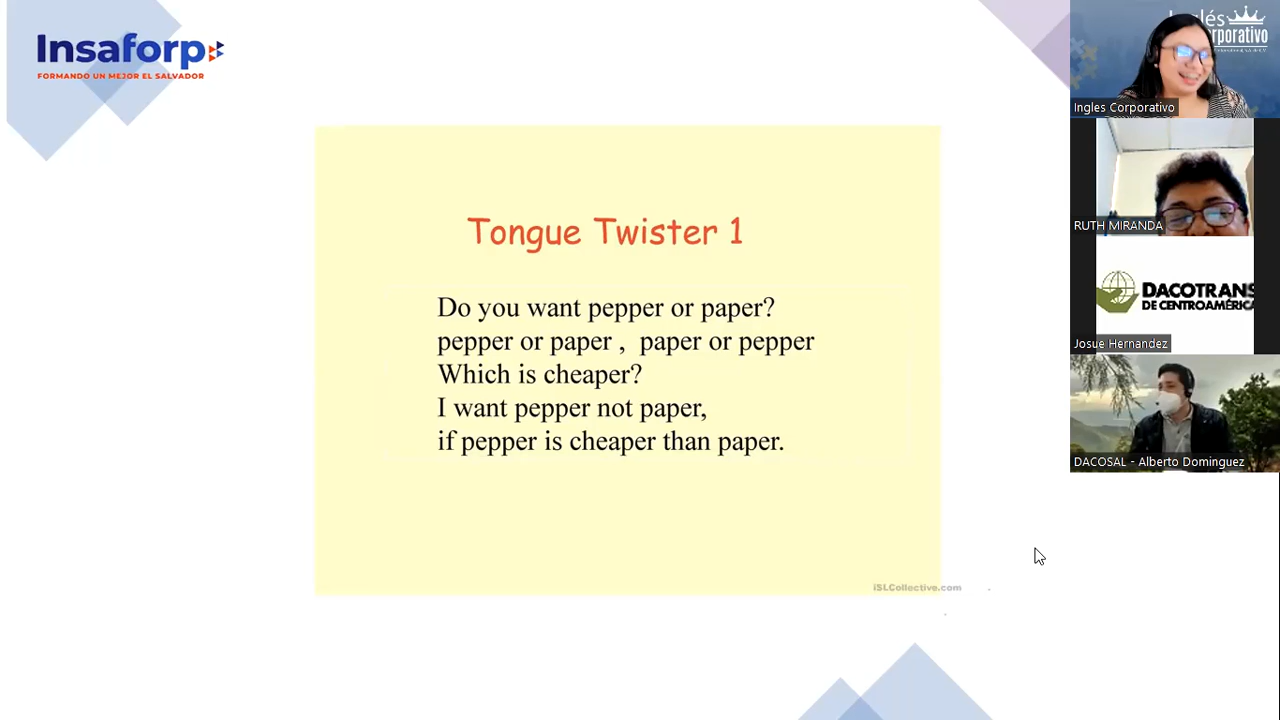 Insaforp
FORMANDO UN MEJOR EL SALVADOR
Tongue Twister 1
Do you want pepper or paper?
pepper or paper ,  paper or pepper
Which is cheaper?
I want pepper not paper,
if pepper is cheaper than paper.
iSLCollective.com
Inglés
Corporativo
Ingles Corporativo
RUTH MIRANDA
DACOTRANS
DE CENTROAMÉRICA
Josue Hernandez
DACOSAL - Alberto Dominguez